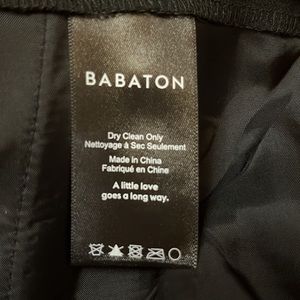 BABATON
Dry Clean Only
Nettoyage à Sec Seulement
Made in China
Fabriqué en Chine
A little love
goes a long way.